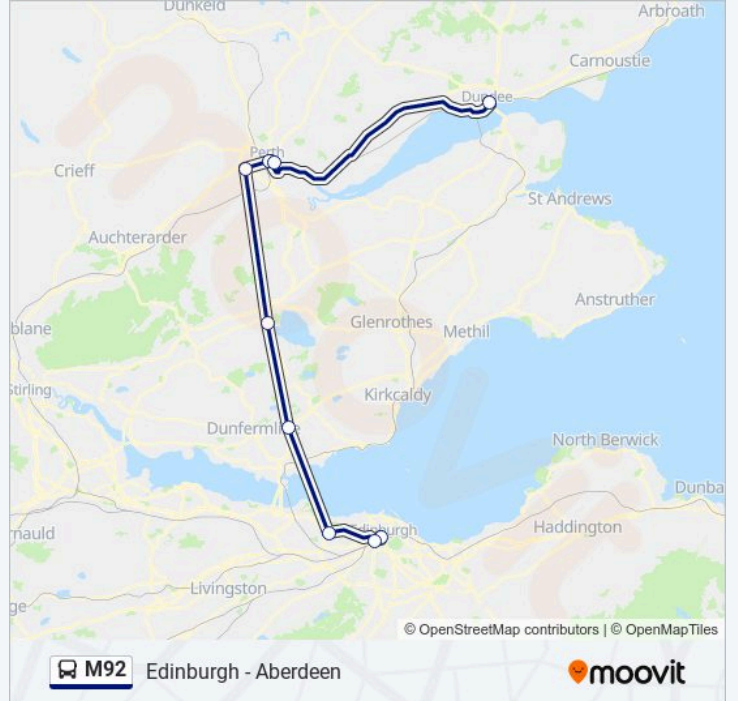 Dunkeld
Arbroath
Carnoustie
Dundee
Perth
Crieff
St Andrews
Auchterarder
Anstruther
Glenrothes
blane
Methil
Stirling
Kirkcaldy
Dunfermline
North Berwick
Dunba
Haddington
Edinburgh
rnauld
Livingston
ge
© OpenStreetMap contributors | © OpenMapTiles
M92 Edinburgh - Aberdeen
moovit